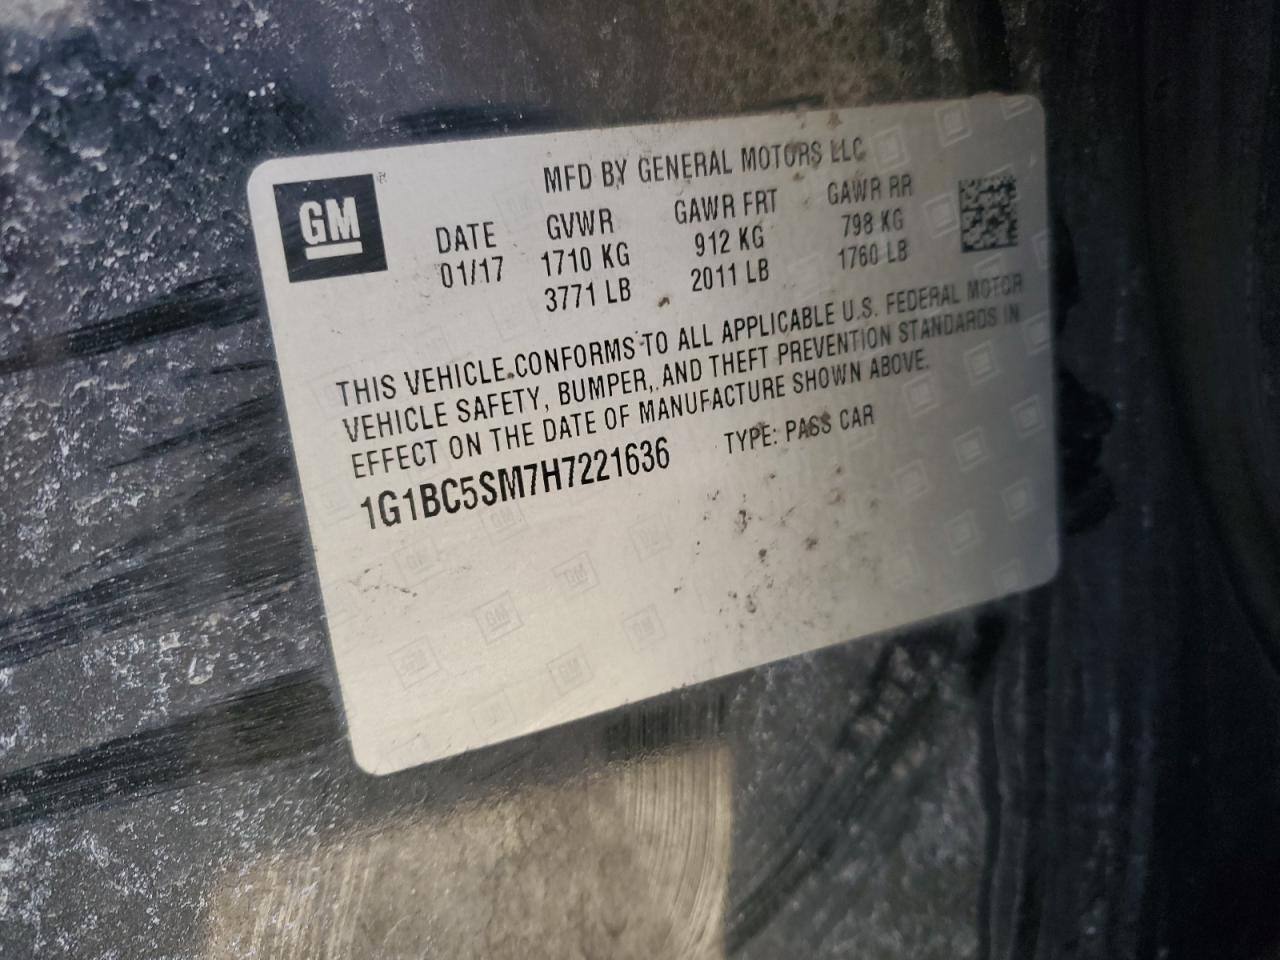 GM
MFD BY GENERAL MOTORS LLC
DATE GVWR GAWR FRT GAWR RR
01/17 1710 KG 912 KG 798 KG
3771 LB 2011 LB 1760 LB
THIS VEHICLE CONFORMS TO ALL APPLICABLE U.S. FEDERAL MOTOR
VEHICLE SAFETY, BUMPER, AND THEFT PREVENTION STANDARDS IN
EFFECT ON THE DATE OF MANUFACTURE SHOWN ABOVE.
1G1BC5SM7H7221636 TYPE: PASS CAR